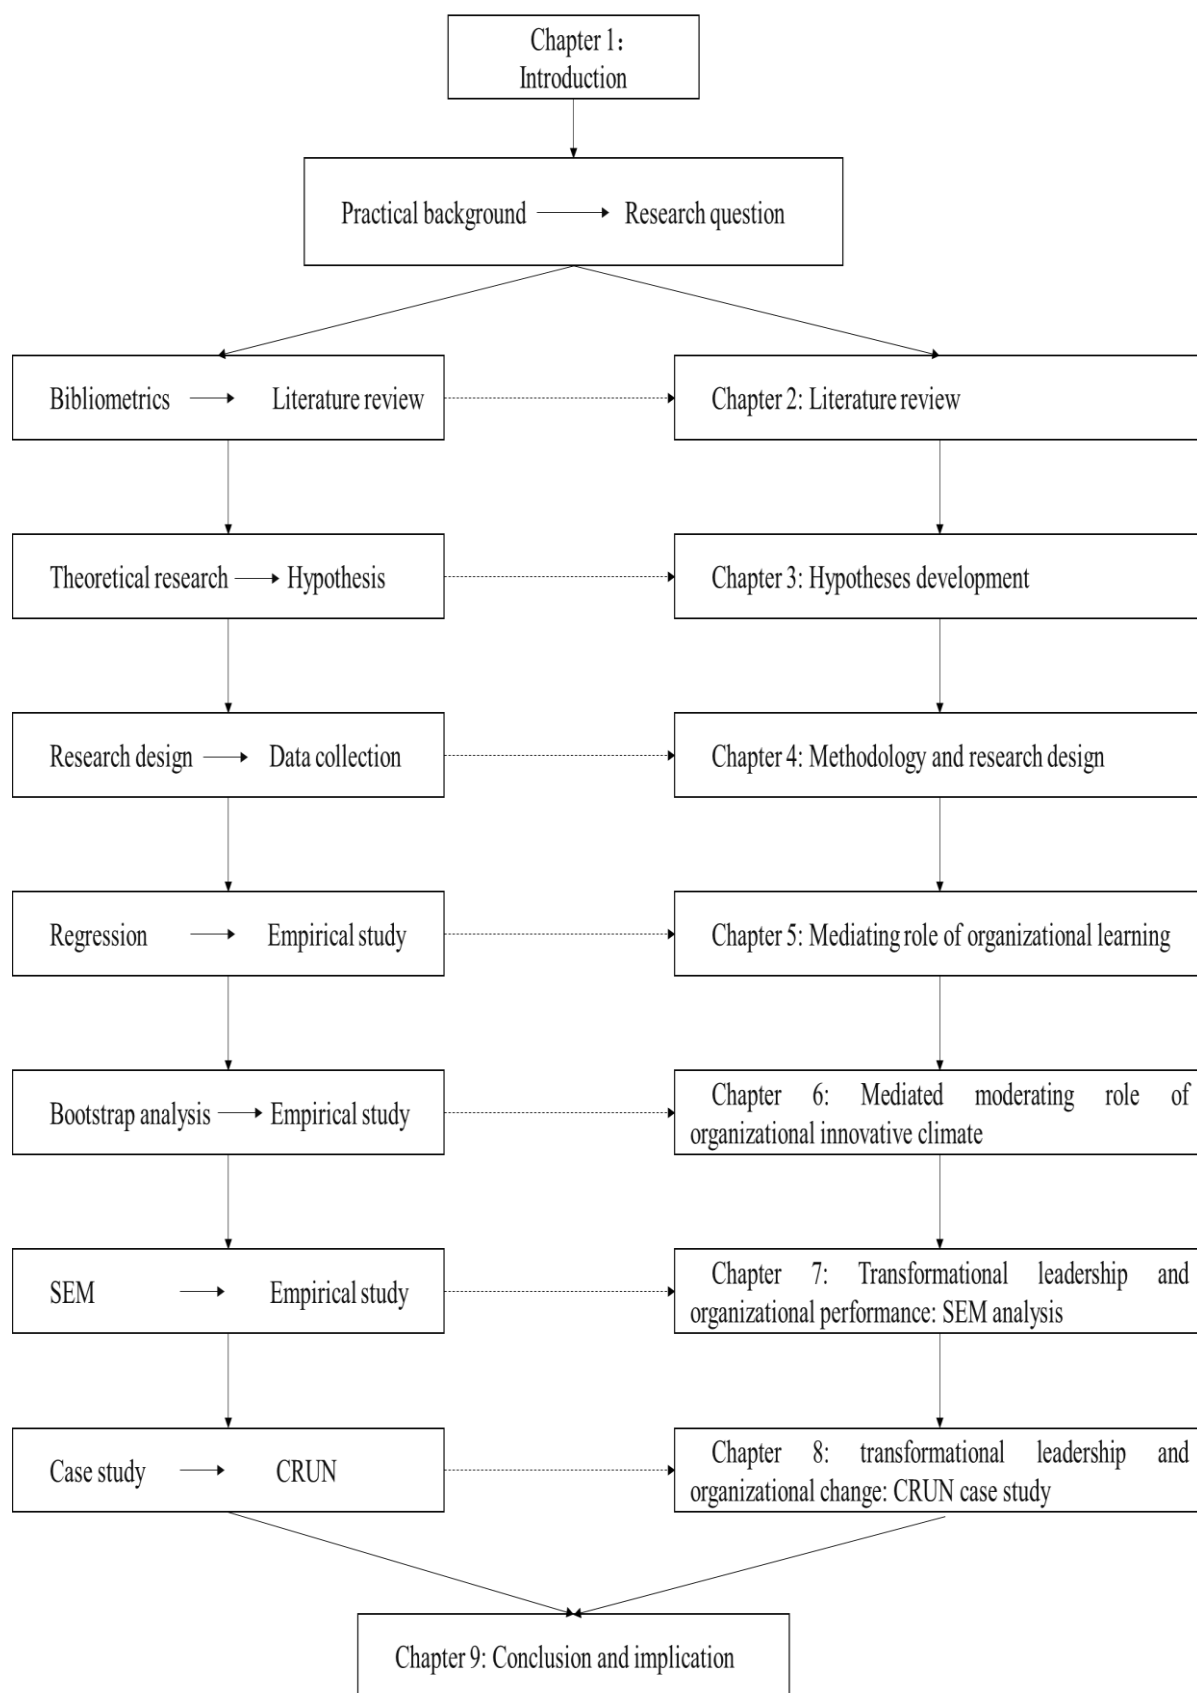 Chapter 1:
Introduction
Practical background
Research question
Bibliometrics
Literature review
Chapter 2: Literature review
Theoretical research
Hypothesis
Chapter 3: Hypotheses development
Research design
Data collection
Chapter 4: Methodology and research design
Regression
Empirical study
Chapter 5: Mediating role of organizational learning
Bootstrap analysis
Empirical study
Chapter 6: Mediated moderating role of
organizational innovative climate
SEM
Empirical study
Chapter 7: Transformational leadership and
organizational performance: SEM analysis
Case study
CRUN
Chapter 8: transformational leadership and
organizational change: CRUN case study
Chapter 9: Conclusion and implication